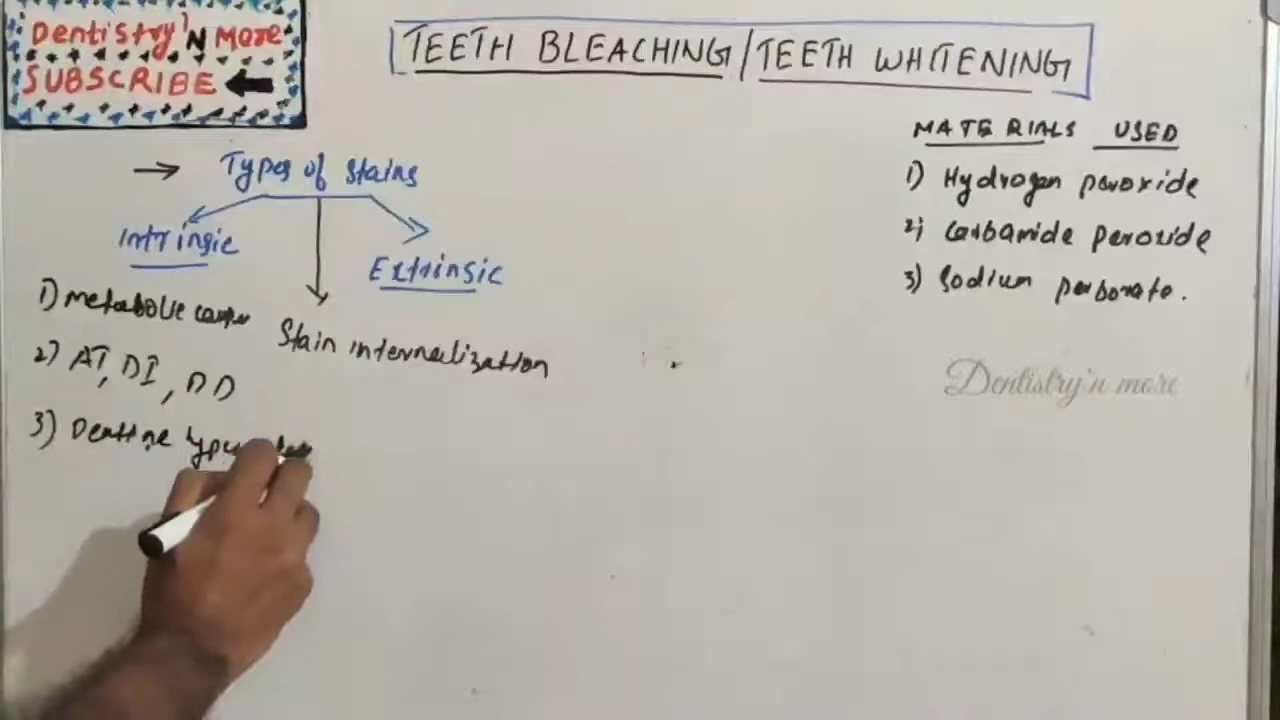 Dentistry 'N More
SUBSCRIBE
TEETH BLEACHING/TEETH WHITENING
→ Types of Stains
Intrinsic
Extrinsic
Stain internalization
1) metabolic
2) AI, DI, DD
3) Dentine
MATERIALS USED
1) Hydrogen peroxide
2) Carbamide peroxide
3) Sodium perborate.
Dentistry'n more